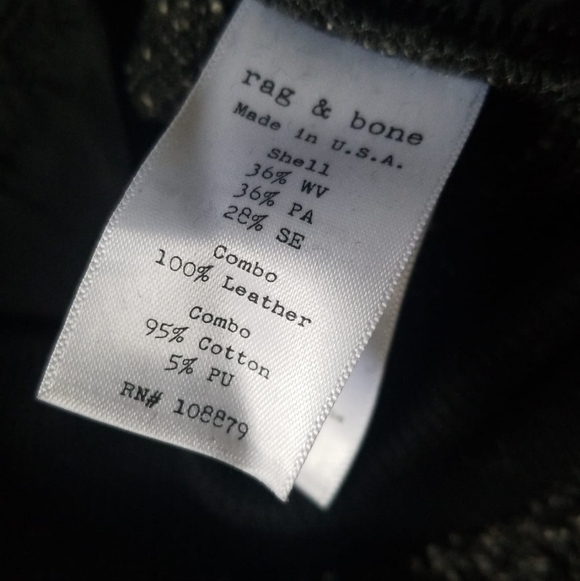 rag & bone
Made in U.S.A.
Shell
36% WV
36% PA
28% SE
Combo
100% Leather
Combo
95% Cotton
5% PU
RN# 108879